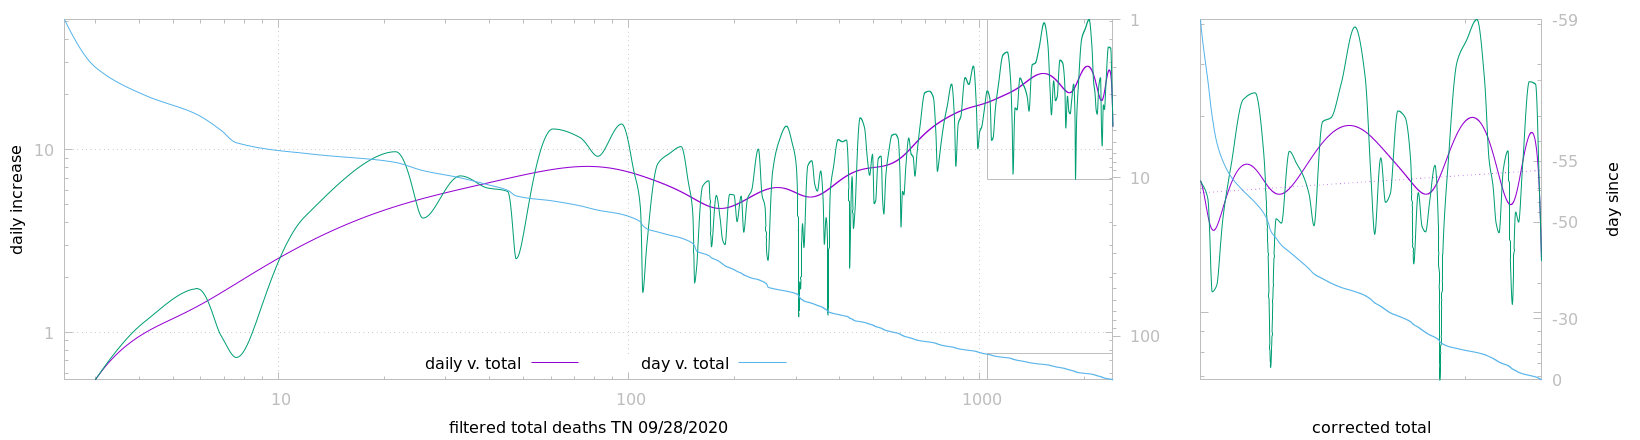 daily increase
10
1
daily v. total
day v. total
10
100
1000
filtered total deaths TN 09/28/2020
1
10
100
-59
-55
-50
-30
0
day since
corrected total